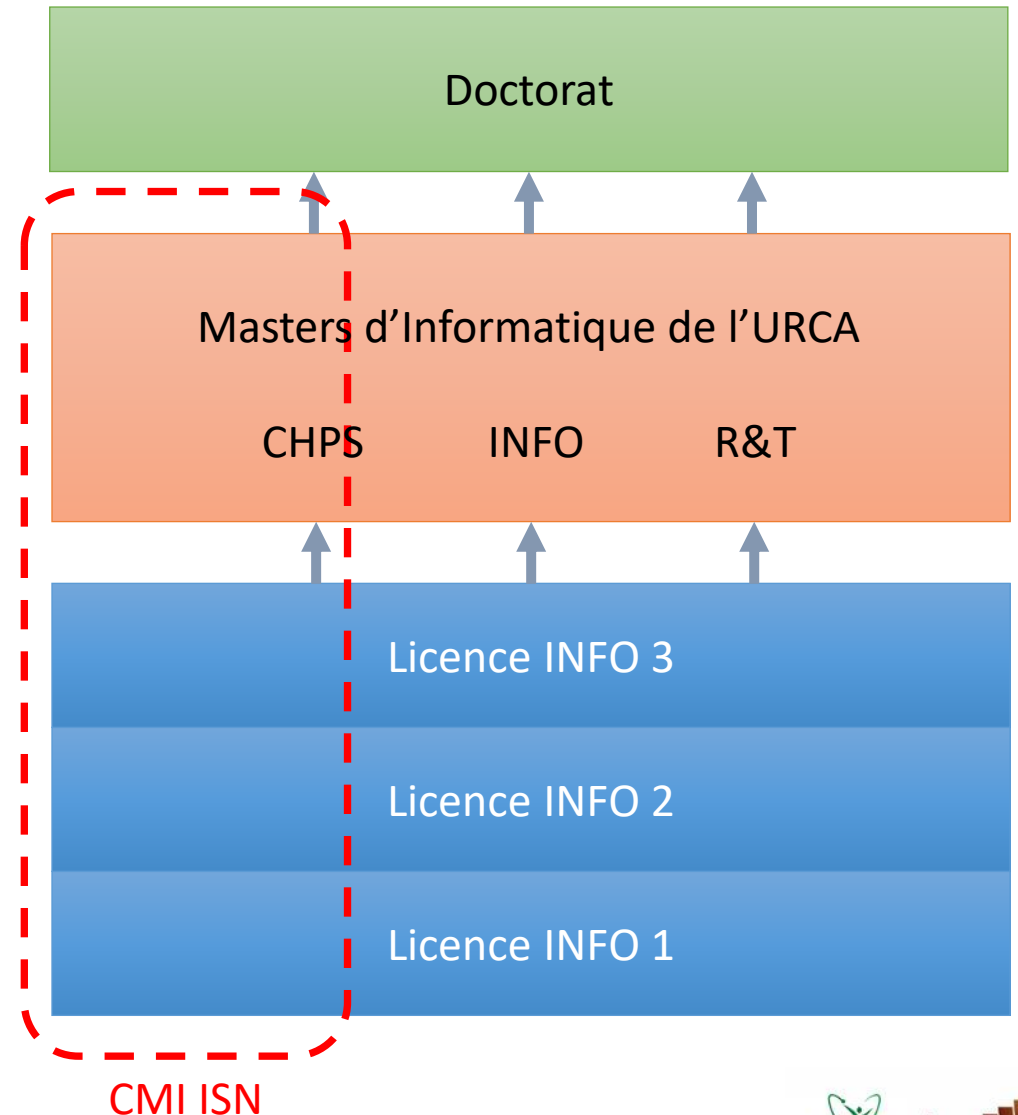 Doctorat
Masters d’Informatique de l’URCA
CHPS INFO R&T
Licence INFO 3
Licence INFO 2
Licence INFO 1
CMI ISN